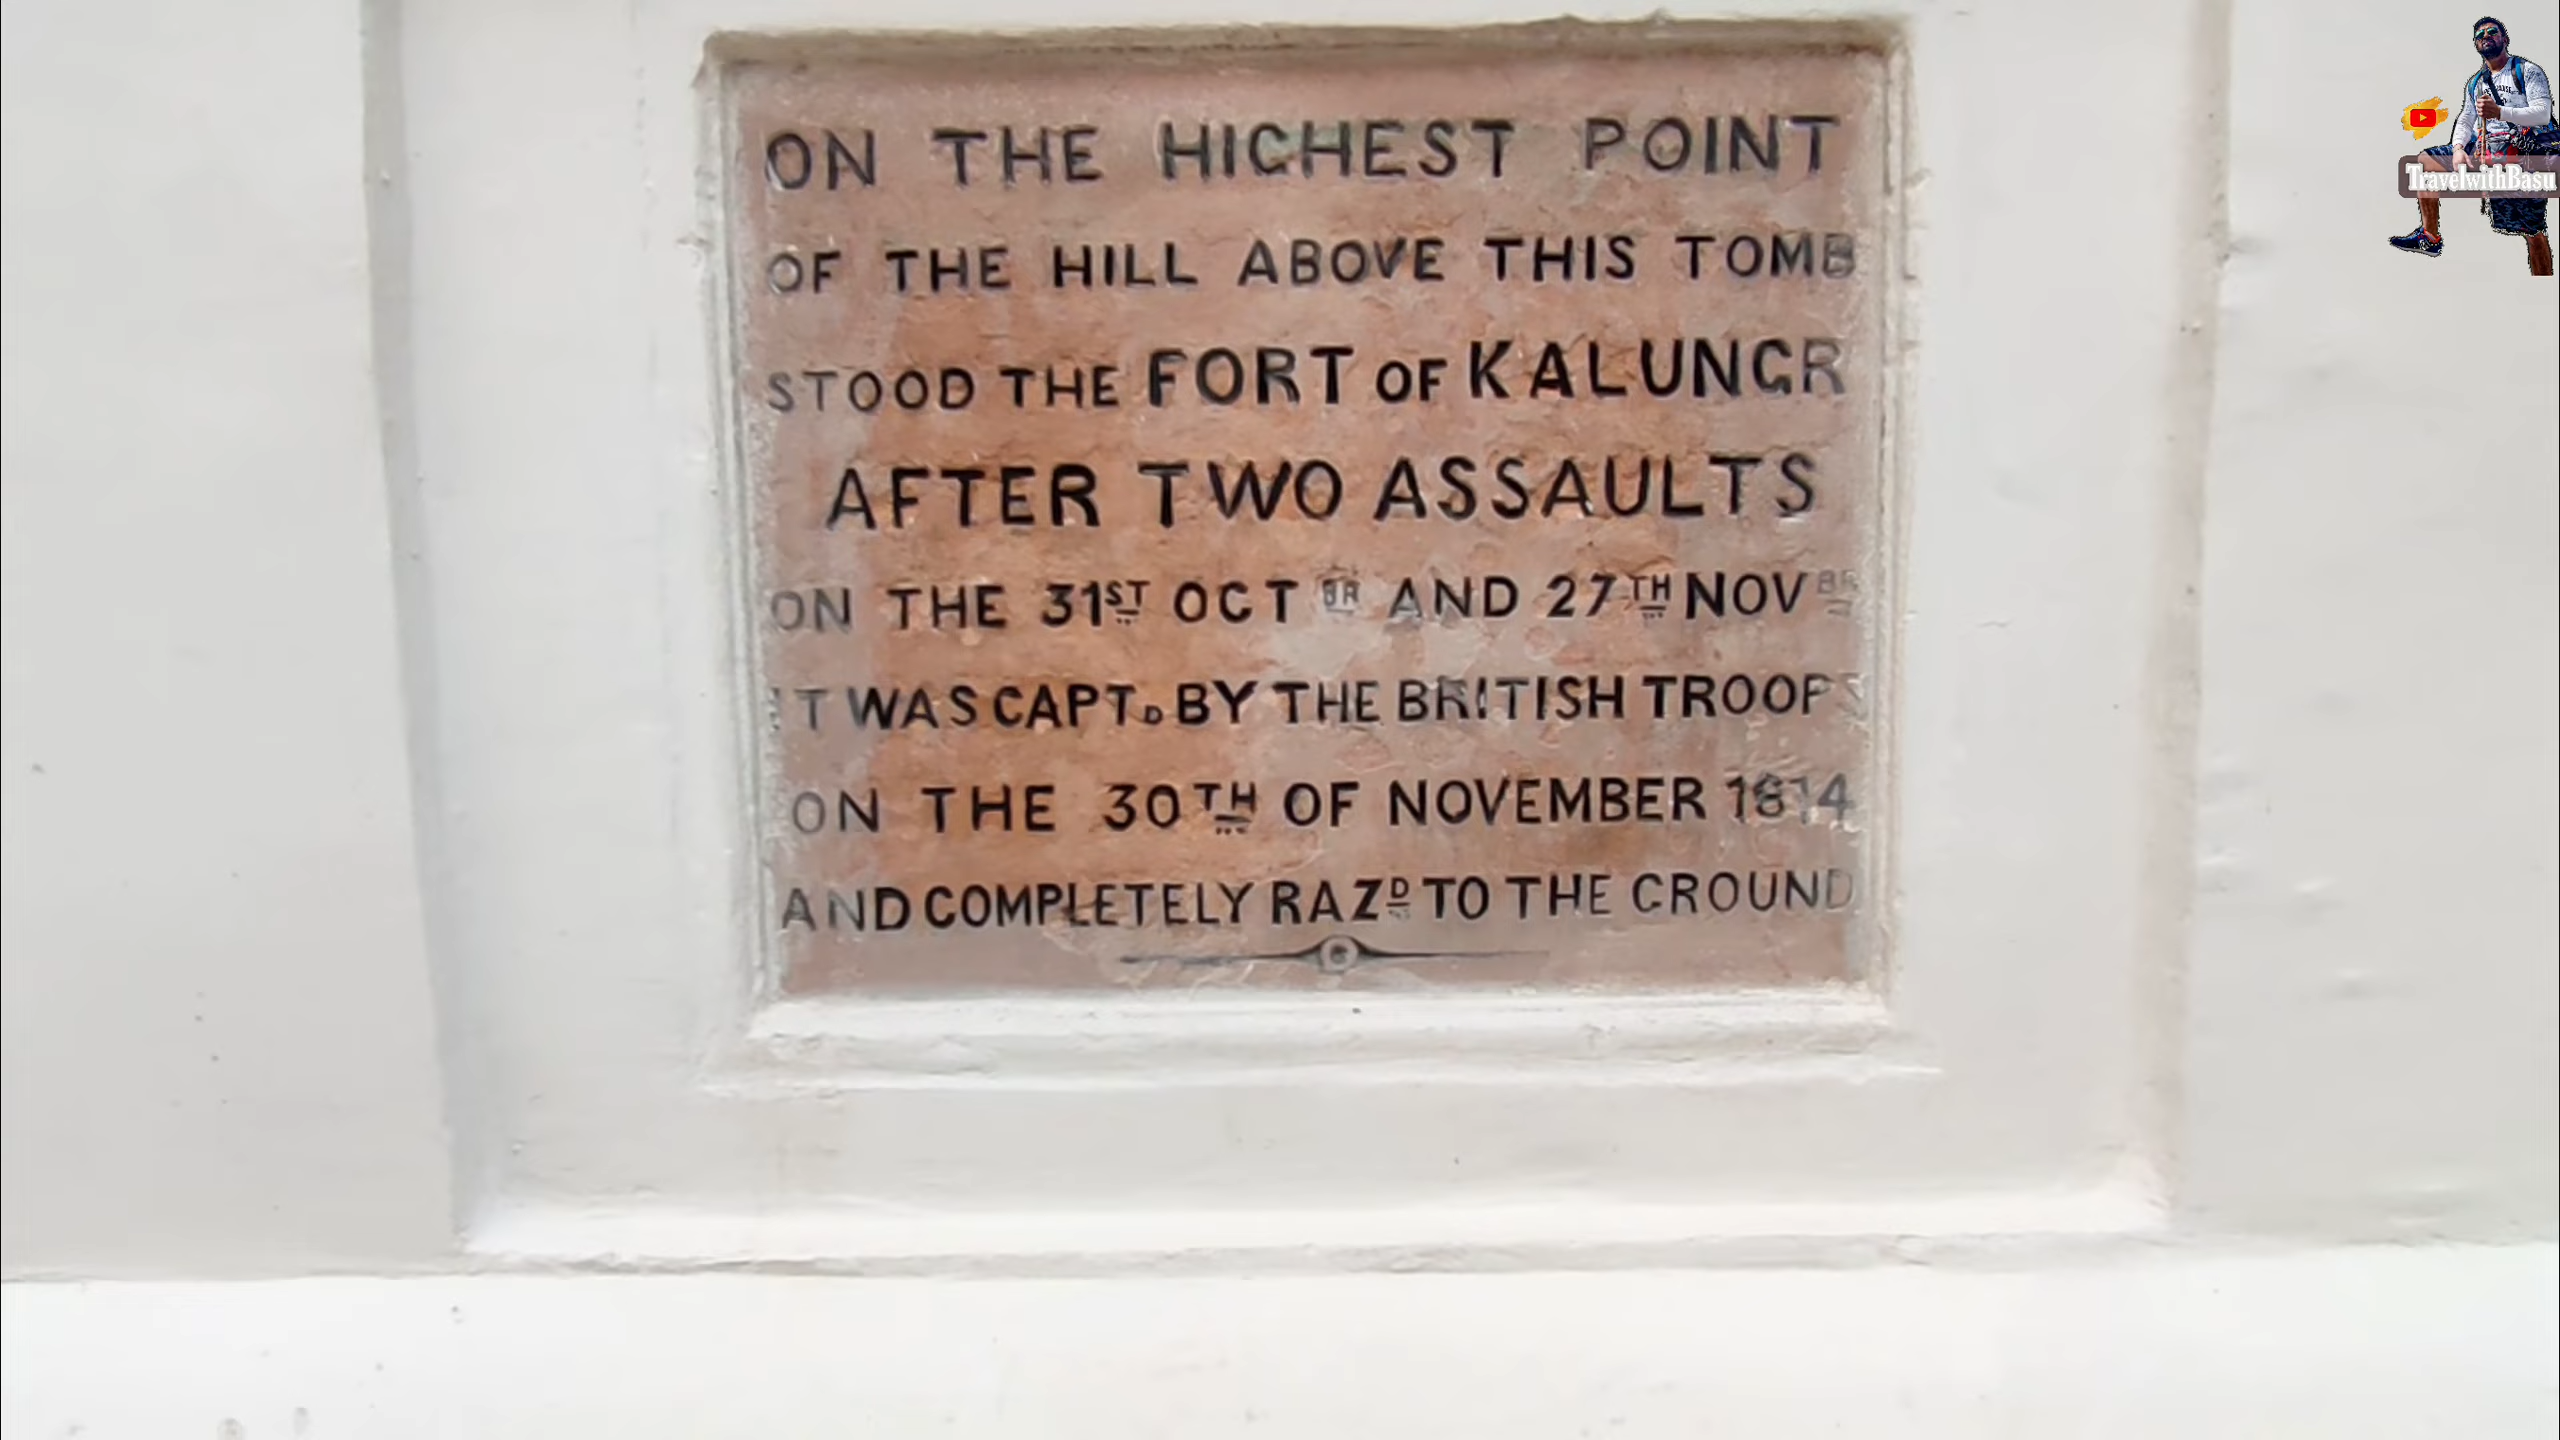 ON THE HICHEST POINT
OF THE HILL ABOVE THIS TOMB
STOOD THE FORT OF KALUNGR
AFTER TWO ASSAULTS
ON THE 31ST OCT BR AND 27TH NOV BR
IT WAS CAPTD BY THE BRITISH TROOPS
ON THE 30TH OF NOVEMBER 1814
AND COMPLETELY RAZD TO THE CROUND
TravelwithBasu